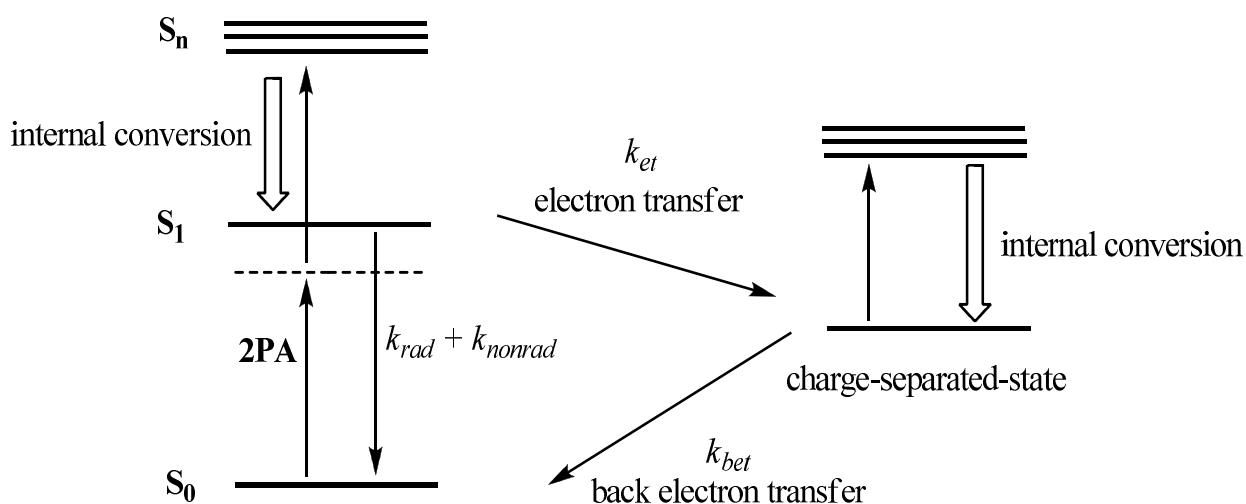 Sn
internal conversion
S1
2PA
krad + knonrad
S0
ket
electron transfer
internal conversion
charge-separated-state
kbet
back electron transfer